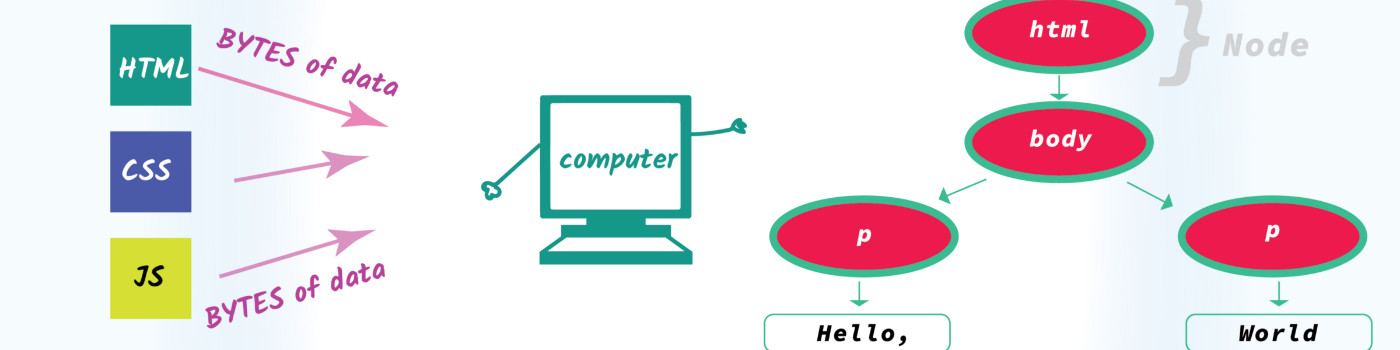 HTML
BYTES of data
CSS
JS
BYTES of data
computer
html
Node
body
p
p
Hello,
World